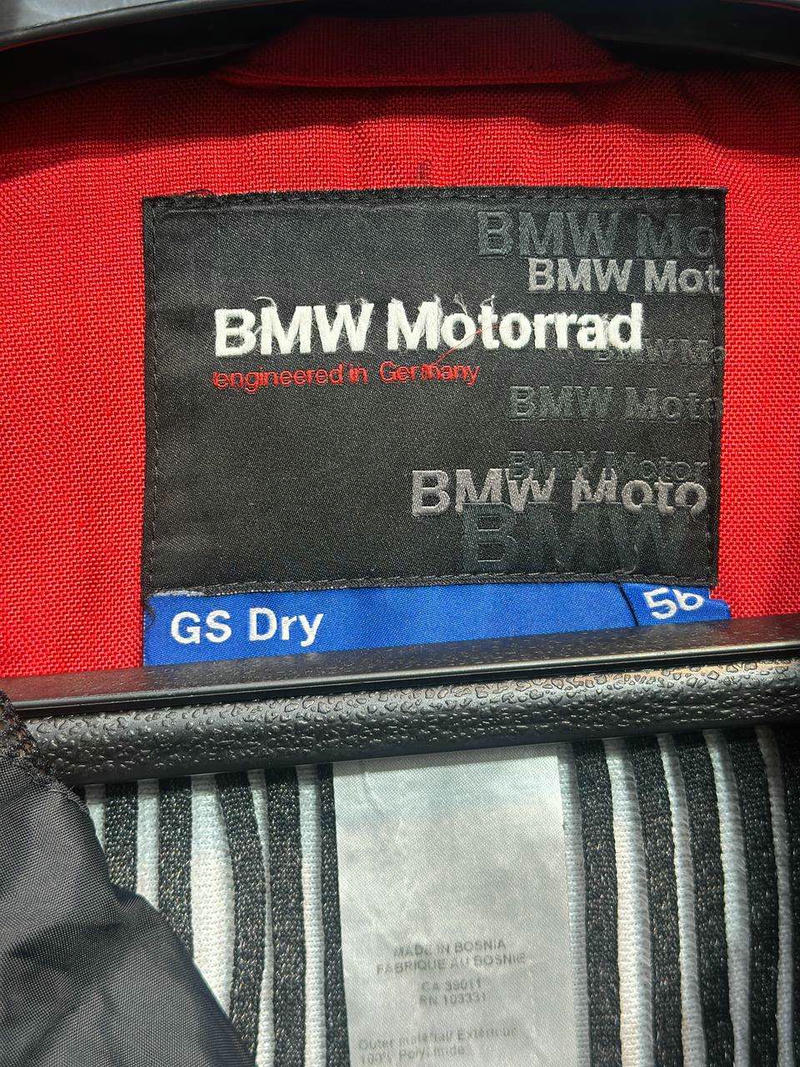 BMW Mo
BMW Mot
BMW Motorrad
BMW Mo
engineered in Germany
BMW Moto
BMW Motor
BMW Moto
BMW
GS Dry
56
MADE IN BOSNIA
FABRIQUE AU BOSNIE
CA 35011
RN 103331
Outer material/ Extérieur
100% Polyamide